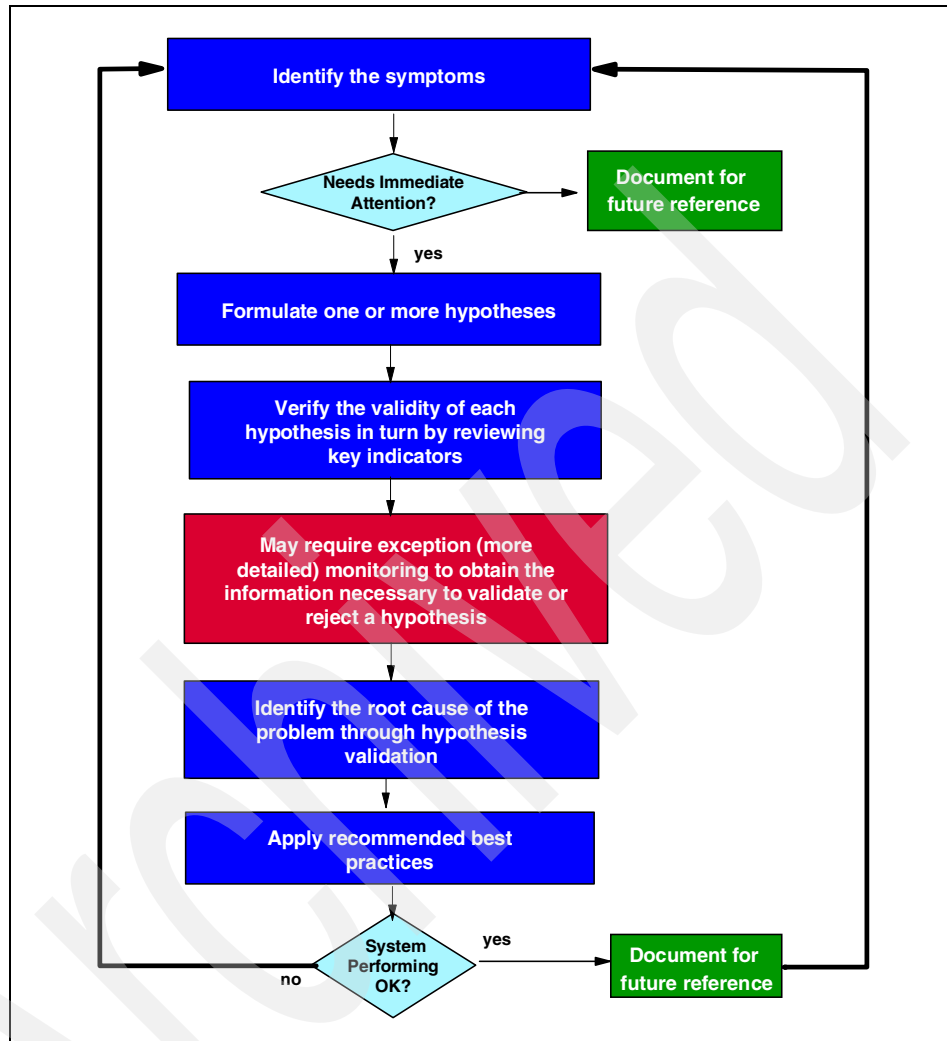 Identify the symptoms
Needs Immediate
Attention?
Document for
future reference
yes
Formulate one or more hypotheses
Verify the validity of each
hypothesis in turn by reviewing
key indicators
May require exception (more
detailed) monitoring to obtain the
information necessary to validate or
reject a hypothesis
Identify the root cause of the
problem through hypothesis
validation
Apply recommended best
practices
System
Performing
OK?
yes
no
Document for
future reference
Archived